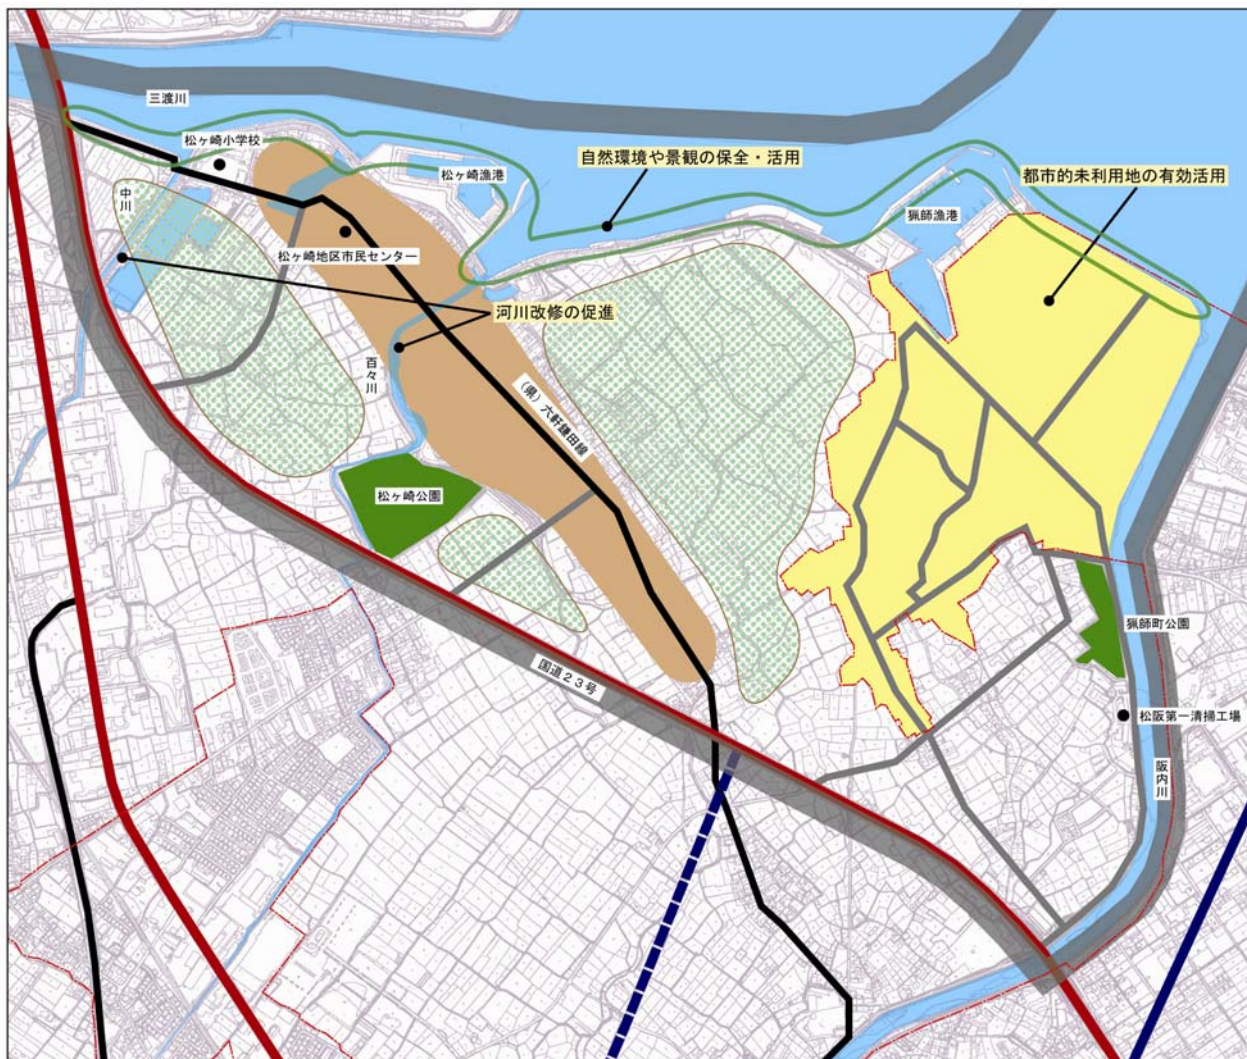 三渡川
松ヶ崎小学校
松ヶ崎漁港
自然環境や景観の保全・活用
都市的未利用地の有効活用
中川
猟師漁港
松ヶ崎地区市民センター
河川改修の促進
百々川
（県）六軒鎌田線
松ヶ崎公園
猟師町公園
国道２３号
松阪第一清掃工場
阪内川